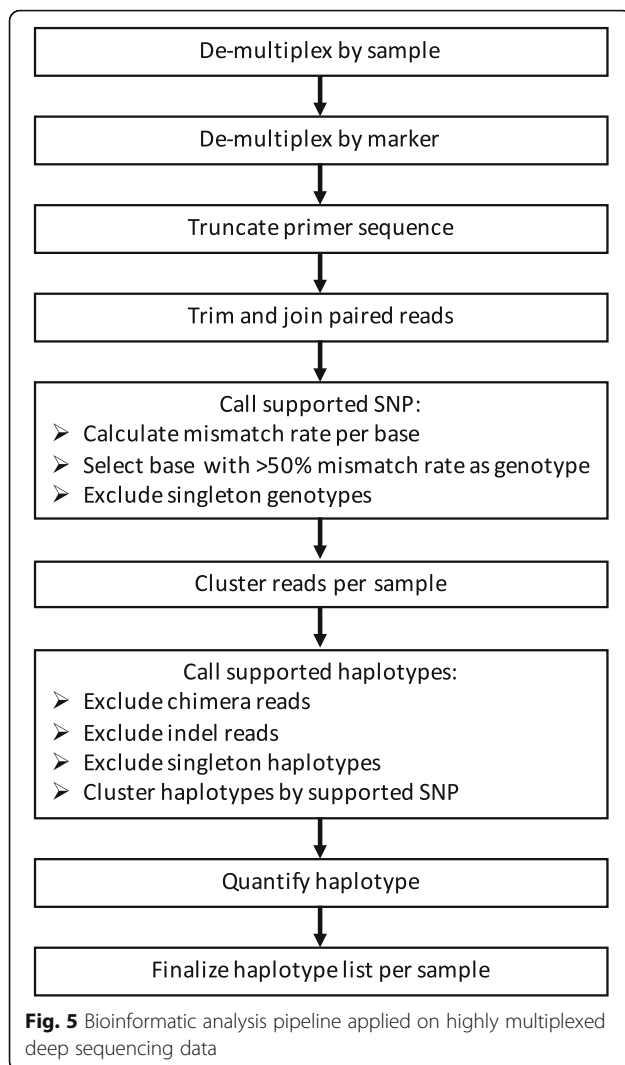 De-multiplex by sample
De-multiplex by marker
Truncate primer sequence
Trim and join paired reads
Call supported SNP:
➢ Calculate mismatch rate per base
➢ Select base with >50% mismatch rate as genotype
➢ Exclude singleton genotypes
Cluster reads per sample
Call supported haplotypes:
➢ Exclude chimera reads
➢ Exclude indel reads
➢ Exclude singleton haplotypes
➢ Cluster haplotypes by supported SNP
Quantify haplotype
Finalize haplotype list per sample
Fig. 5 Bioinformatic analysis pipeline applied on highly multiplexed
deep sequencing data